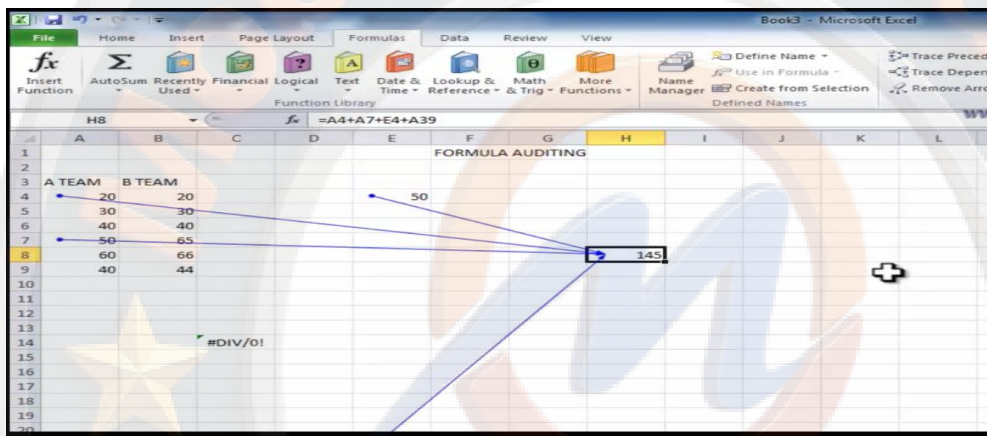 Book3 - Microsoft Excel
File Home Insert Page Layout Formulas Data Review View
fx Σ ? A θ Define Name Trace Preced
Insert AutoSum Recently Financial Logical Text Date & Lookup & Math More Name Use in Formula Trace Depen
Function Used Time Reference & Trig Functions Manager Create from Selection Remove Arro
Function Library Defined Names
H8 fx =A4+A7+E4+A39
A B C D E F G H I J K L
1 FORMULA AUDITING
2
3 A TEAM B TEAM
4 20 20 50
5 30 30
6 40 40
7 50 65
8 60 66 145
9 40 44
10
11
12
13
14 #DIV/0!
15
16
17
18
19
20